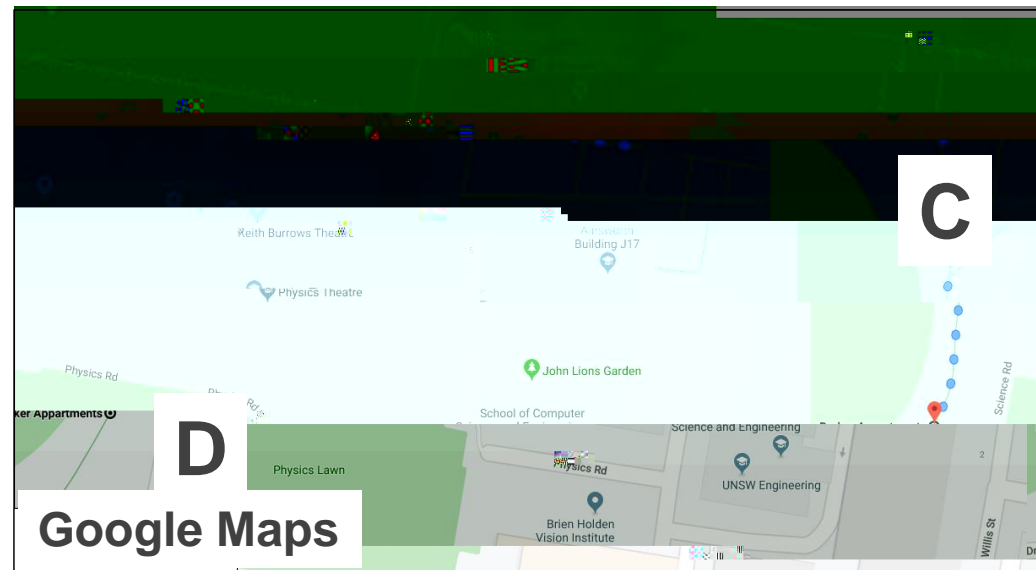 C
Keith Burrows Theatre
Building J17
Physics Theatre
John Lions Garden
Physics Rd
Science Rd
ker Appartments
School of Computer
D
Science and Engineering
Physics Lawn
Physics Rd
UNSW Engineering
2
Google Maps
Brien Holden
Vision Institute
Willis St